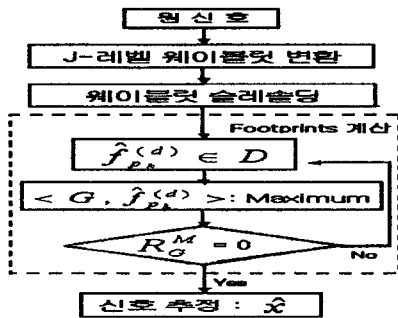 원 신호
J-레벨 웨이블릿 변환
웨이블릿 슬레숄딩
Footprints 계산
f̂_{p_k}^{(d)} ∈ D
< G , f̂_{p_k}^{(d)} > : Maximum
R_G^M = 0
No
Yes
신호 추정 : x̂